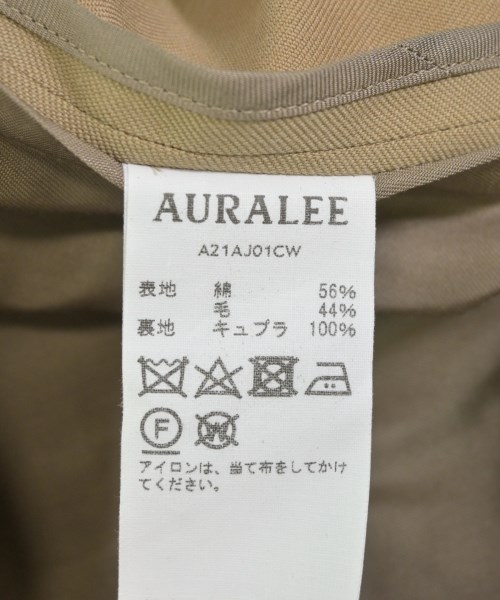 AURALEE
A21AJ01CW
表地 綿 56%
毛 44%
裏地 キュプラ 100%
F W
アイロンは、当て布をしてかけ
てください。